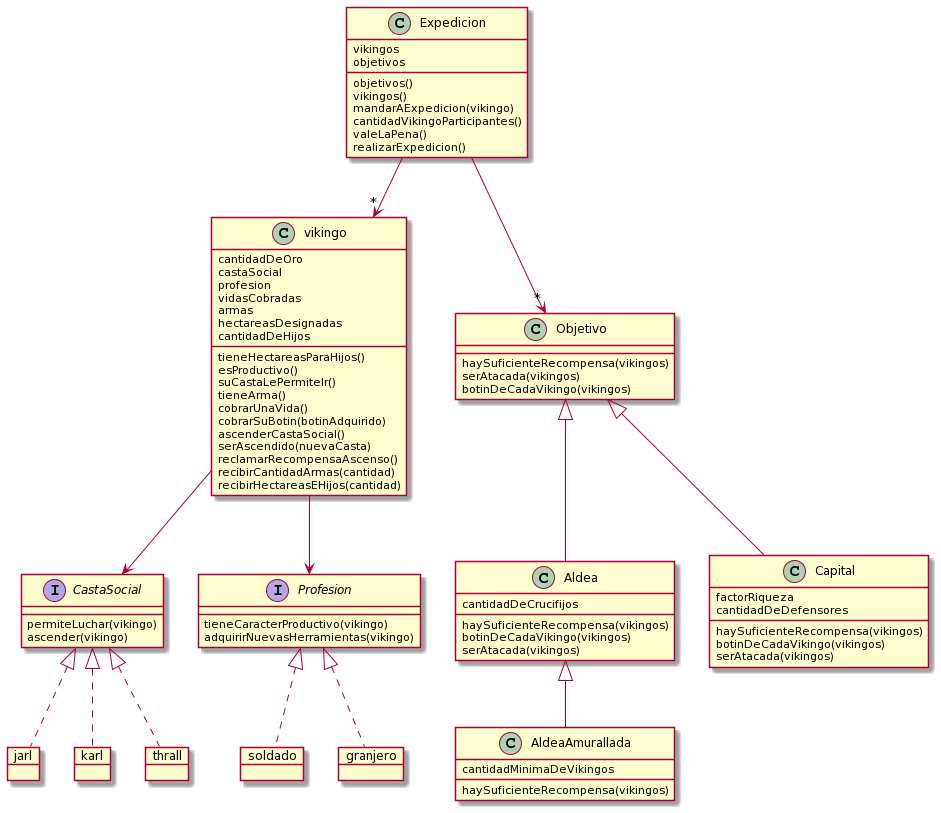 C Expedicion
vikingos
objetivos
objetivos()
vikingos()
mandarAExpedicion(vikingo)
cantidadVikingoParticipantes()
valeLaPena()
realizarExpedicion()
*
*
C vikingo
cantidadDeOro
castaSocial
profesion
vidasCobradas
armas
hectareasDesignadas
cantidadDeHijos
tieneHectareasParaHijos()
esProductivo()
suCastaLePermiteIr()
tieneArma()
cobrarUnaVida()
cobrarSuBotin(botinAdquirido)
ascenderCastaSocial()
serAscendido(nuevaCasta)
reclamarRecompensaAscenso()
recibirCantidadArmas(cantidad)
recibirHectareasEHijos(cantidad)
C Objetivo
haySuficienteRecompensa(vikingos)
serAtacada(vikingos)
botinDeCadaVikingo(vikingos)
I CastaSocial
permiteLuchar(vikingo)
ascender(vikingo)
I Profesion
tieneCaracterProductivo(vikingo)
adquirirNuevasHerramientas(vikingo)
C Aldea
cantidadDeCrucifijos
haySuficienteRecompensa(vikingos)
botinDeCadaVikingo(vikingos)
serAtacada(vikingos)
C Capital
factorRiqueza
cantidadDeDefensores
haySuficienteRecompensa(vikingos)
botinDeCadaVikingo(vikingos)
serAtacada(vikingos)
jarl
karl
thrall
soldado
granjero
C AldeaAmurallada
cantidadMinimaDeVikingos
haySuficienteRecompensa(vikingos)